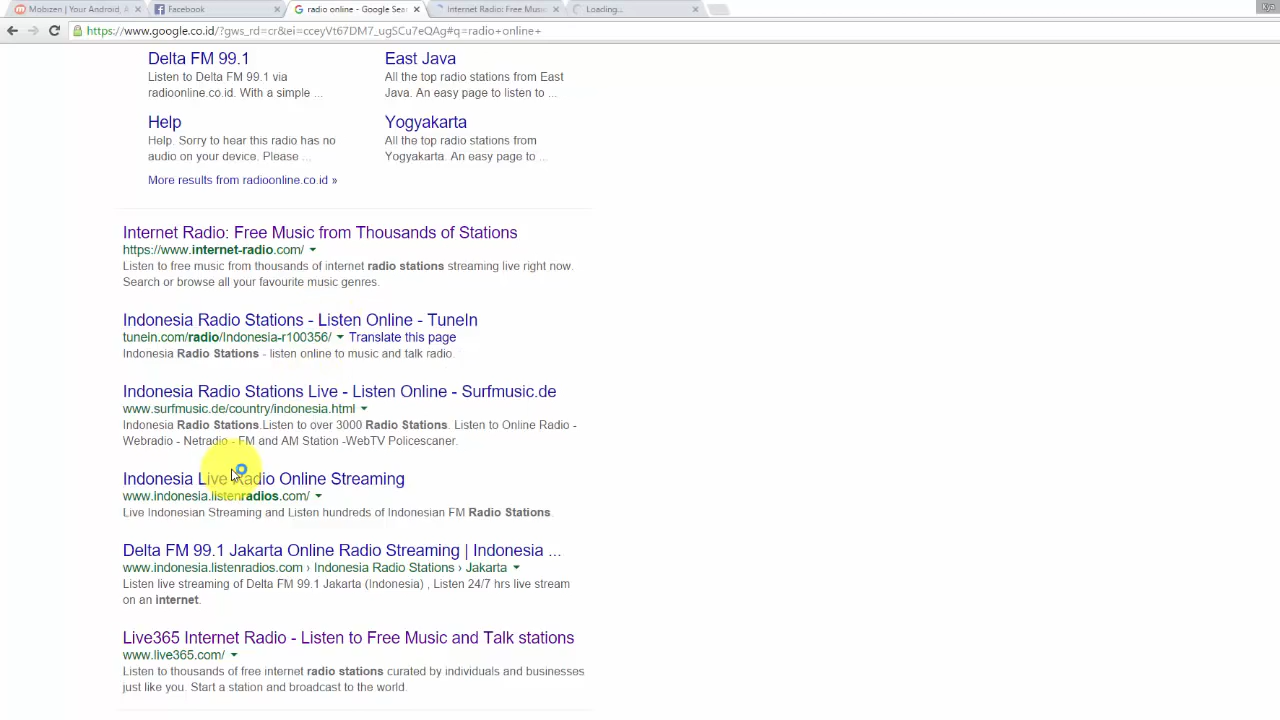 Mobizen | Your Android,
Facebook
radio online - Google Sea
Internet Radio: Free Music
Loading...
Kya
https://www.google.co.id/?gws_rd=cr&ei=cceyVt67DM7_ugSCu7eQAg#q=radio+online+
Delta FM 99.1
Listen to Delta FM 99.1 via
radioonline.co.id. With a simple ...
East Java
All the top radio stations from East
Java. An easy page to listen to ...
Help
Help. Sorry to hear this radio has no
audio on your device. Please ...
Yogyakarta
All the top radio stations from
Yogyakarta. An easy page to ...
More results from radioonline.co.id »
Internet Radio: Free Music from Thousands of Stations
https://www.internet-radio.com/
Listen to free music from thousands of internet radio stations streaming live right now.
Search or browse all your favourite music genres.
Indonesia Radio Stations - Listen Online - TuneIn
tunein.com/radio/Indonesia-r100356/ Translate this page
Indonesia Radio Stations - listen online to music and talk radio.
Indonesia Radio Stations Live - Listen Online - Surfmusic.de
www.surfmusic.de/country/indonesia.html
Indonesia Radio Stations.Listen to over 3000 Radio Stations. Listen to Online Radio -
Webradio - Netradio - FM and AM Station -WebTV Policescaner.
Indonesia Live Radio Online Streaming
www.indonesia.listenradios.com/
Live Indonesian Streaming and Listen hundreds of Indonesian FM Radio Stations.
Delta FM 99.1 Jakarta Online Radio Streaming | Indonesia ...
www.indonesia.listenradios.com › Indonesia Radio Stations › Jakarta
Listen live streaming of Delta FM 99.1 Jakarta (Indonesia) , Listen 24/7 hrs live stream
on an internet.
Live365 Internet Radio - Listen to Free Music and Talk stations
www.live365.com/
Listen to thousands of free internet radio stations curated by individuals and businesses
just like you. Start a station and broadcast to the world.